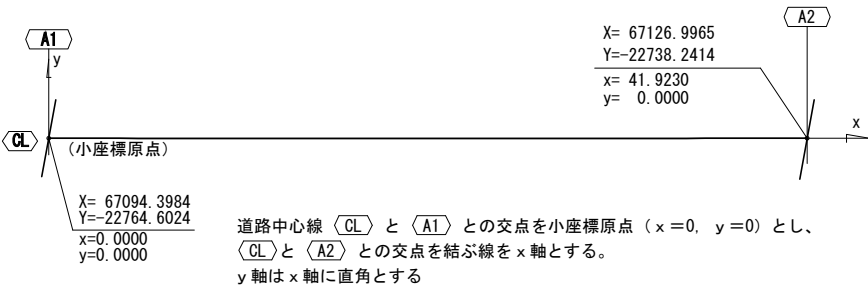 A1
y
A2
X= 67126.9965
Y=-22738.2414
x= 41.9230
y= 0.0000
x
CL
(小座標原点)
X= 67094.3984
Y=-22764.6024
x=0.0000
y=0.0000
道路中心線 CL と A1 との交点を小座標原点（x＝0, y＝0）とし、
CL と A2 との交点を結ぶ線をx軸とする。
y軸はx軸に直角とする